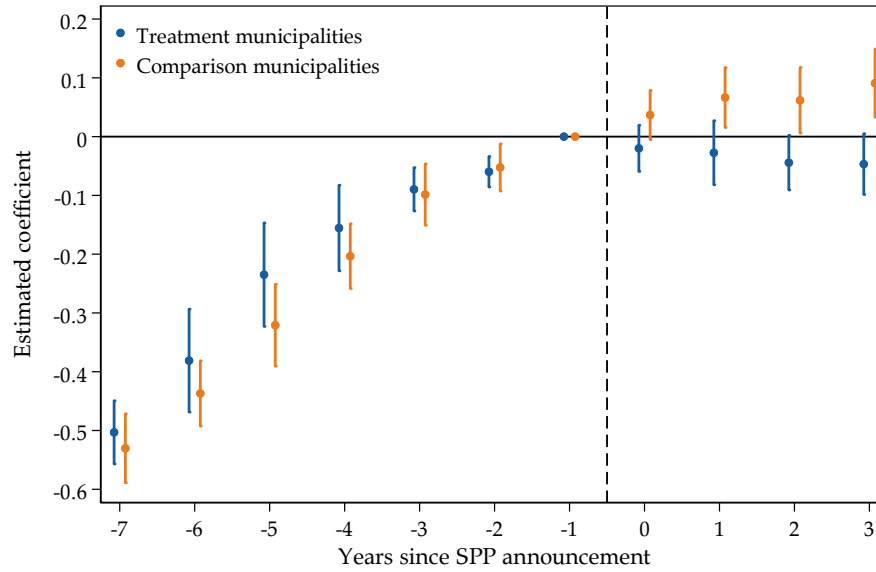 Treatment municipalities
Comparison municipalities
0.2
0.1
0
-0.1
-0.2
-0.3
-0.4
-0.5
-0.6
Estimated coefficient
-7 -6 -5 -4 -3 -2 -1 0 1 2 3
Years since SPP announcement